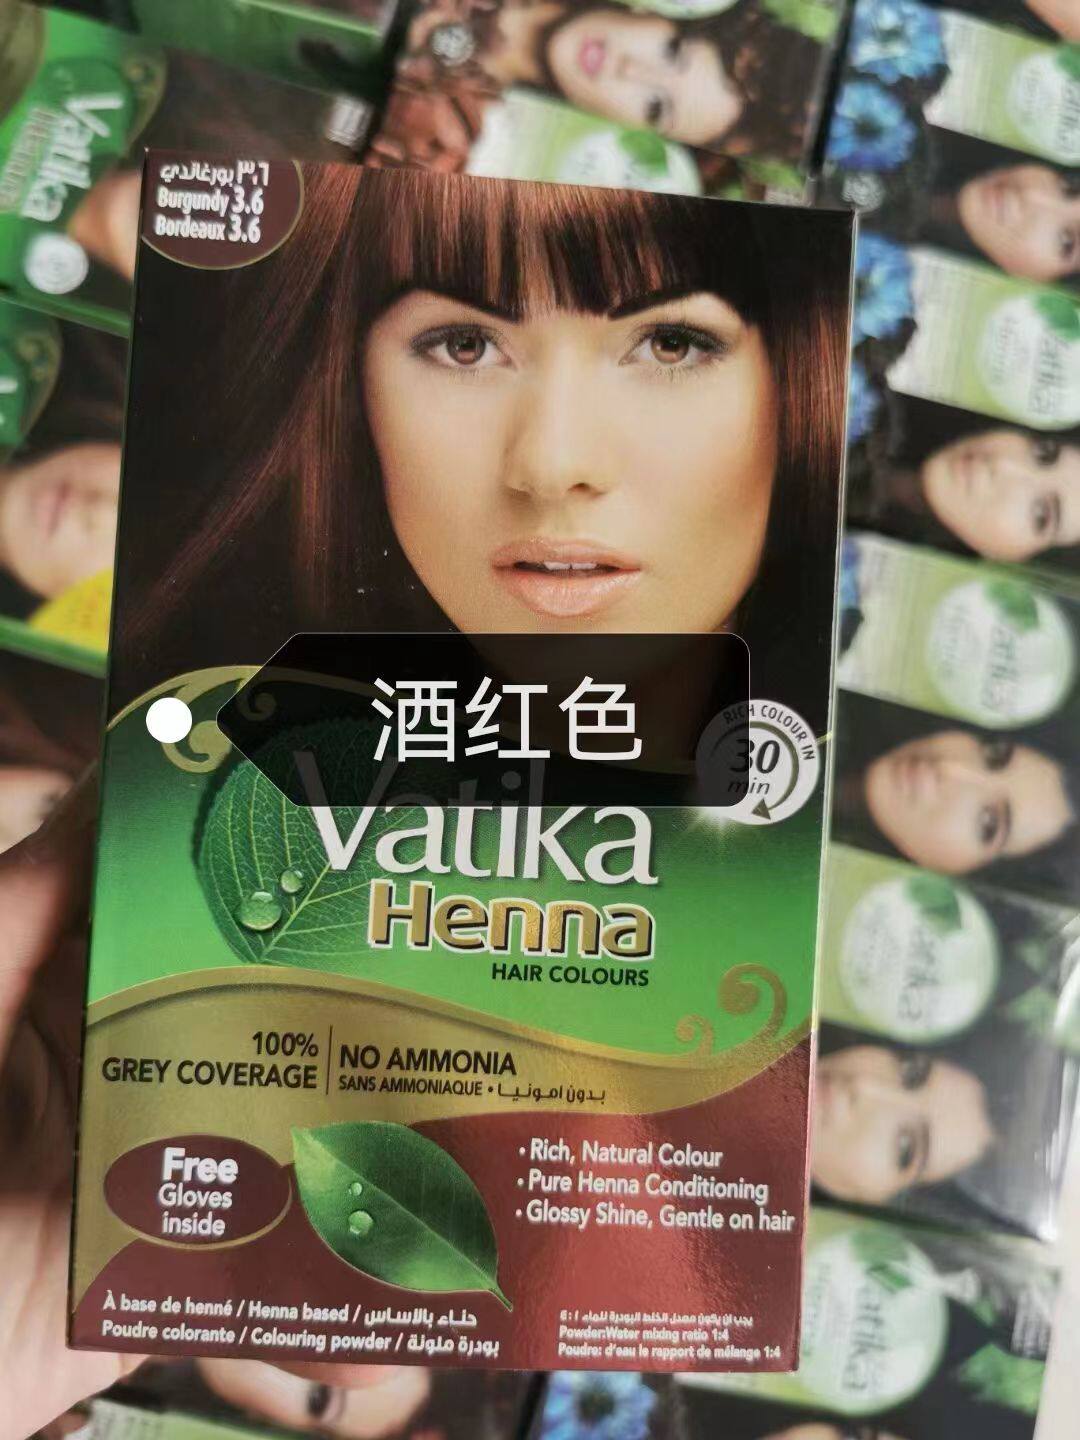 ٣,٦ بورغاندي
Burgundy 3.6
Bordeaux 3.6
酒红色
RICH COLOUR IN
30
min
Vatika
Henna
HAIR COLOURS
100%
GREY COVERAGE
NO AMMONIA
SANS AMMONIAQUE • بدون امونيا
Free
Gloves
inside
• Rich, Natural Colour
• Pure Henna Conditioning
• Glossy Shine, Gentle on hair
À base de henné / Henna based / حناء بالاساس
Poudre colorante / Colouring powder / بودرة ملونة
Powder:Water mixing ratio 1:4
Poudre: d'eau le rapport de mélange 1:4
Vatika